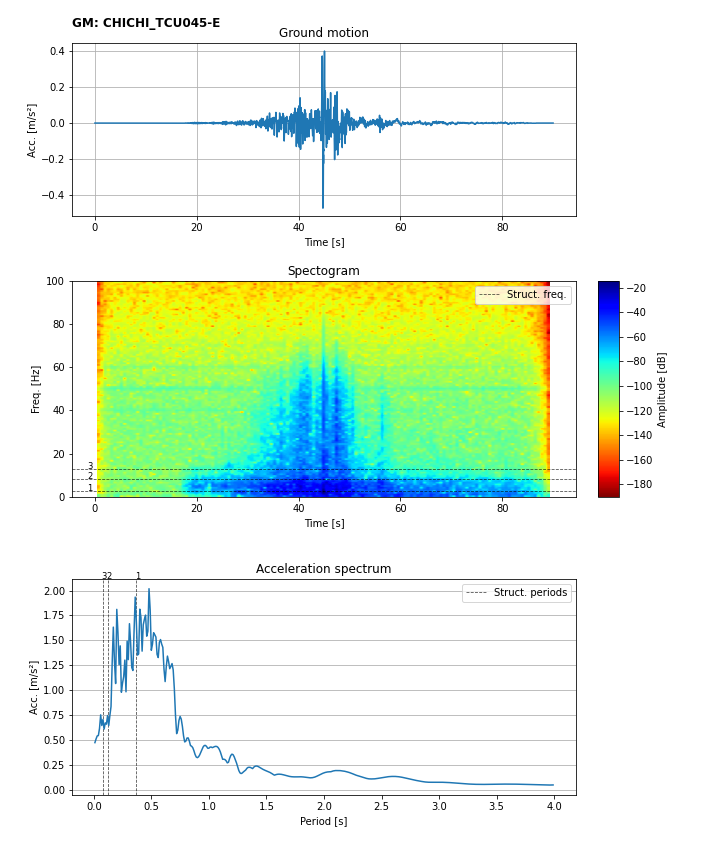 GM: CHICHI_TCU045-E
Ground motion
0.4
0.2
0.0
−0.2
−0.4
Acc. [m/s²]
0 20 40 60 80
Time [s]
Spectogram
100
80
60
40
20
0
Freq. [Hz]
Struct. freq.
3
2
1
0 20 40 60 80
Time [s]
−20
−40
−60
−80
−100
−120
−140
−160
−180
Amplitude [dB]
Acceleration spectrum
32 1
2.00
1.75
1.50
1.25
1.00
0.75
0.50
0.25
0.00
Acc. [m/s²]
Struct. periods
0.0 0.5 1.0 1.5 2.0 2.5 3.0 3.5 4.0
Period [s]